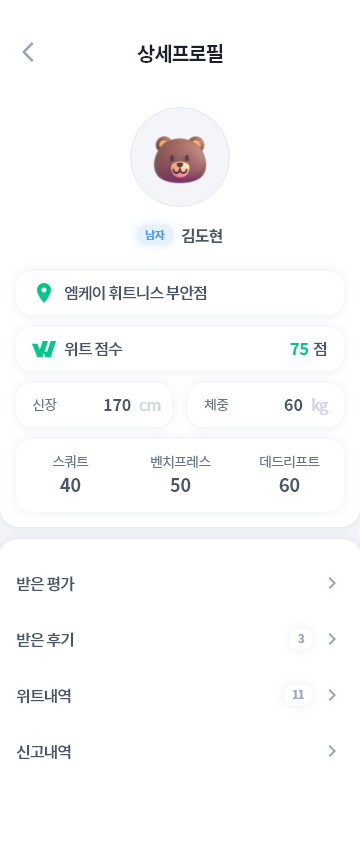 상세프로필
남자 김도현
엠케이 휘트니스 부안점
위트 점수 75 점
신장 170 cm 체중 60 kg
스쿼트 벤치프레스 데드리프트
40 50 60
받은 평가
받은 후기 3
위트내역 11
신고내역